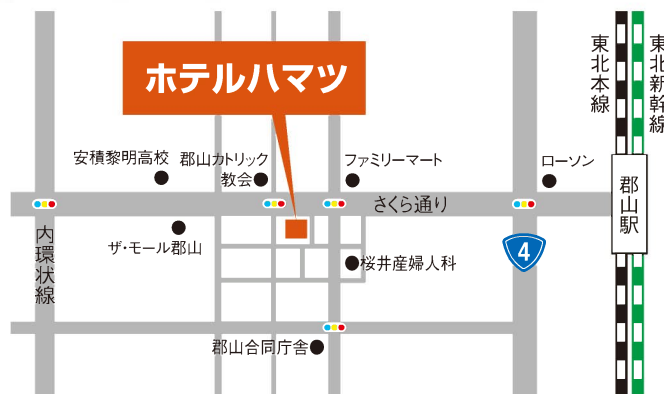 ホテルハマツ
東北本線
東北新幹線
安積黎明高校
郡山カトリック
教会
ファミリーマート
ローソン
さくら通り
郡山駅
ザ・モール郡山
内環状線
4
桜井産婦人科
郡山合同庁舎